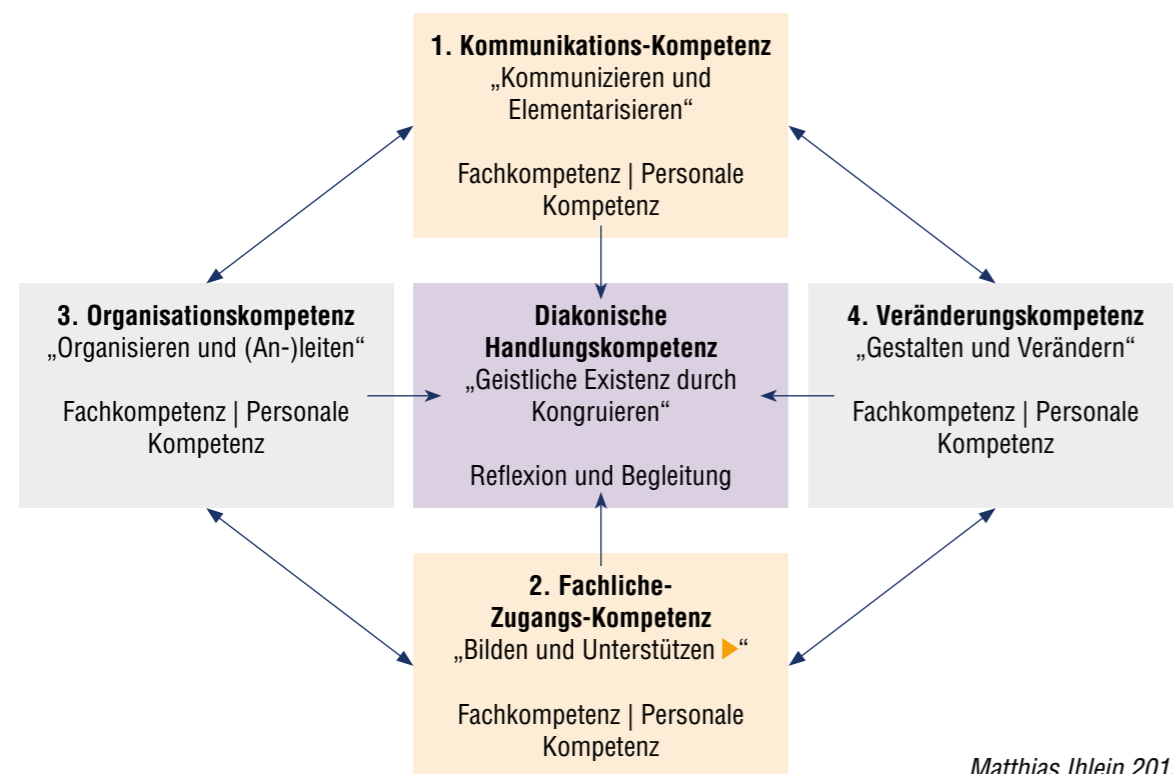 1. Kommunikations-Kompetenz
„Kommunizieren und
Elementarisieren“
Fachkompetenz | Personale
Kompetenz
3. Organisationskompetenz
„Organisieren und (An-)leiten“
Fachkompetenz | Personale
Kompetenz
Diakonische
Handlungskompetenz
„Geistliche Existenz durch
Kongruieren“
Reflexion und Begleitung
4. Veränderungskompetenz
„Gestalten und Verändern“
Fachkompetenz | Personale
Kompetenz
2. Fachliche-
Zugangs-Kompetenz
„Bilden und Unterstützen ▶“
Fachkompetenz | Personale
Kompetenz
Matthias Ihlein